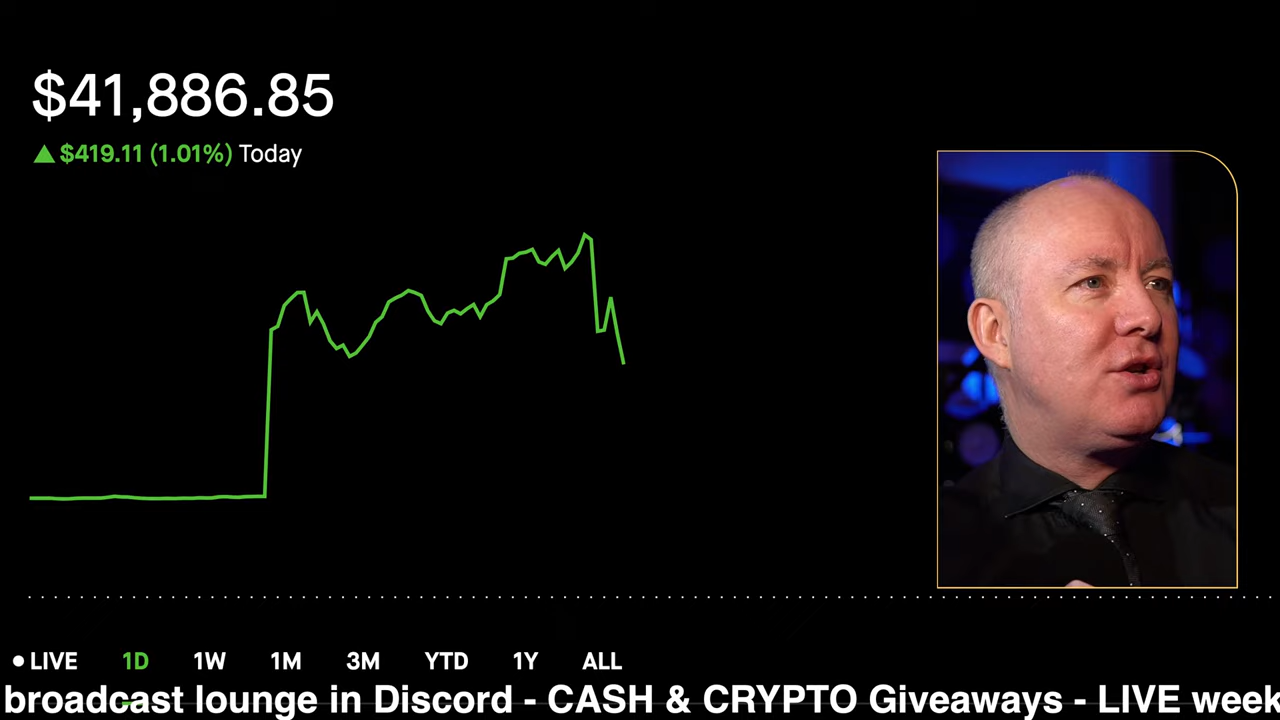 $41,886.85
▲ $419.11 (1.01%) Today
LIVE 1D 1W 1M 3M YTD 1Y ALL
broadcast lounge in Discord - CASH & CRYPTO Giveaways - LIVE week